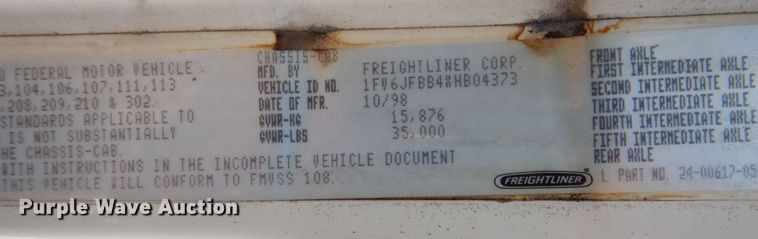 CHASSIS-CAB
FEDERAL MOTOR VEHICLE
3,104,106,107,111,113
,208,209,210 & 302.
STANDARDS APPLICABLE TO
IS NOT SUBSTANTIALLY
HE CHASSIS-CAB.
WITH INSTRUCTIONS IN THE INCOMPLETE VEHICLE DOCUMENT
THIS VEHICLE WILL CONFORM TO FMVSS 108.
MFD. BY FREIGHTLINER CORP.
VEHICLE ID NO. 1FV6JFBB4XHB04373
DATE OF MFR. 10/98
GVWR-KG 15,876
GVWR-LBS 35,000
FREIGHTLINER
FRONT AXLE
FIRST INTERMEDIATE AXLE
SECOND INTERMEDIATE AXLE
THIRD INTERMEDIATE AXLE
FOURTH INTERMEDIATE AXLE
FIFTH INTERMEDIATE AXLE
REAR AXLE
L PART NO. 24-00617-05
Purple Wave Auction